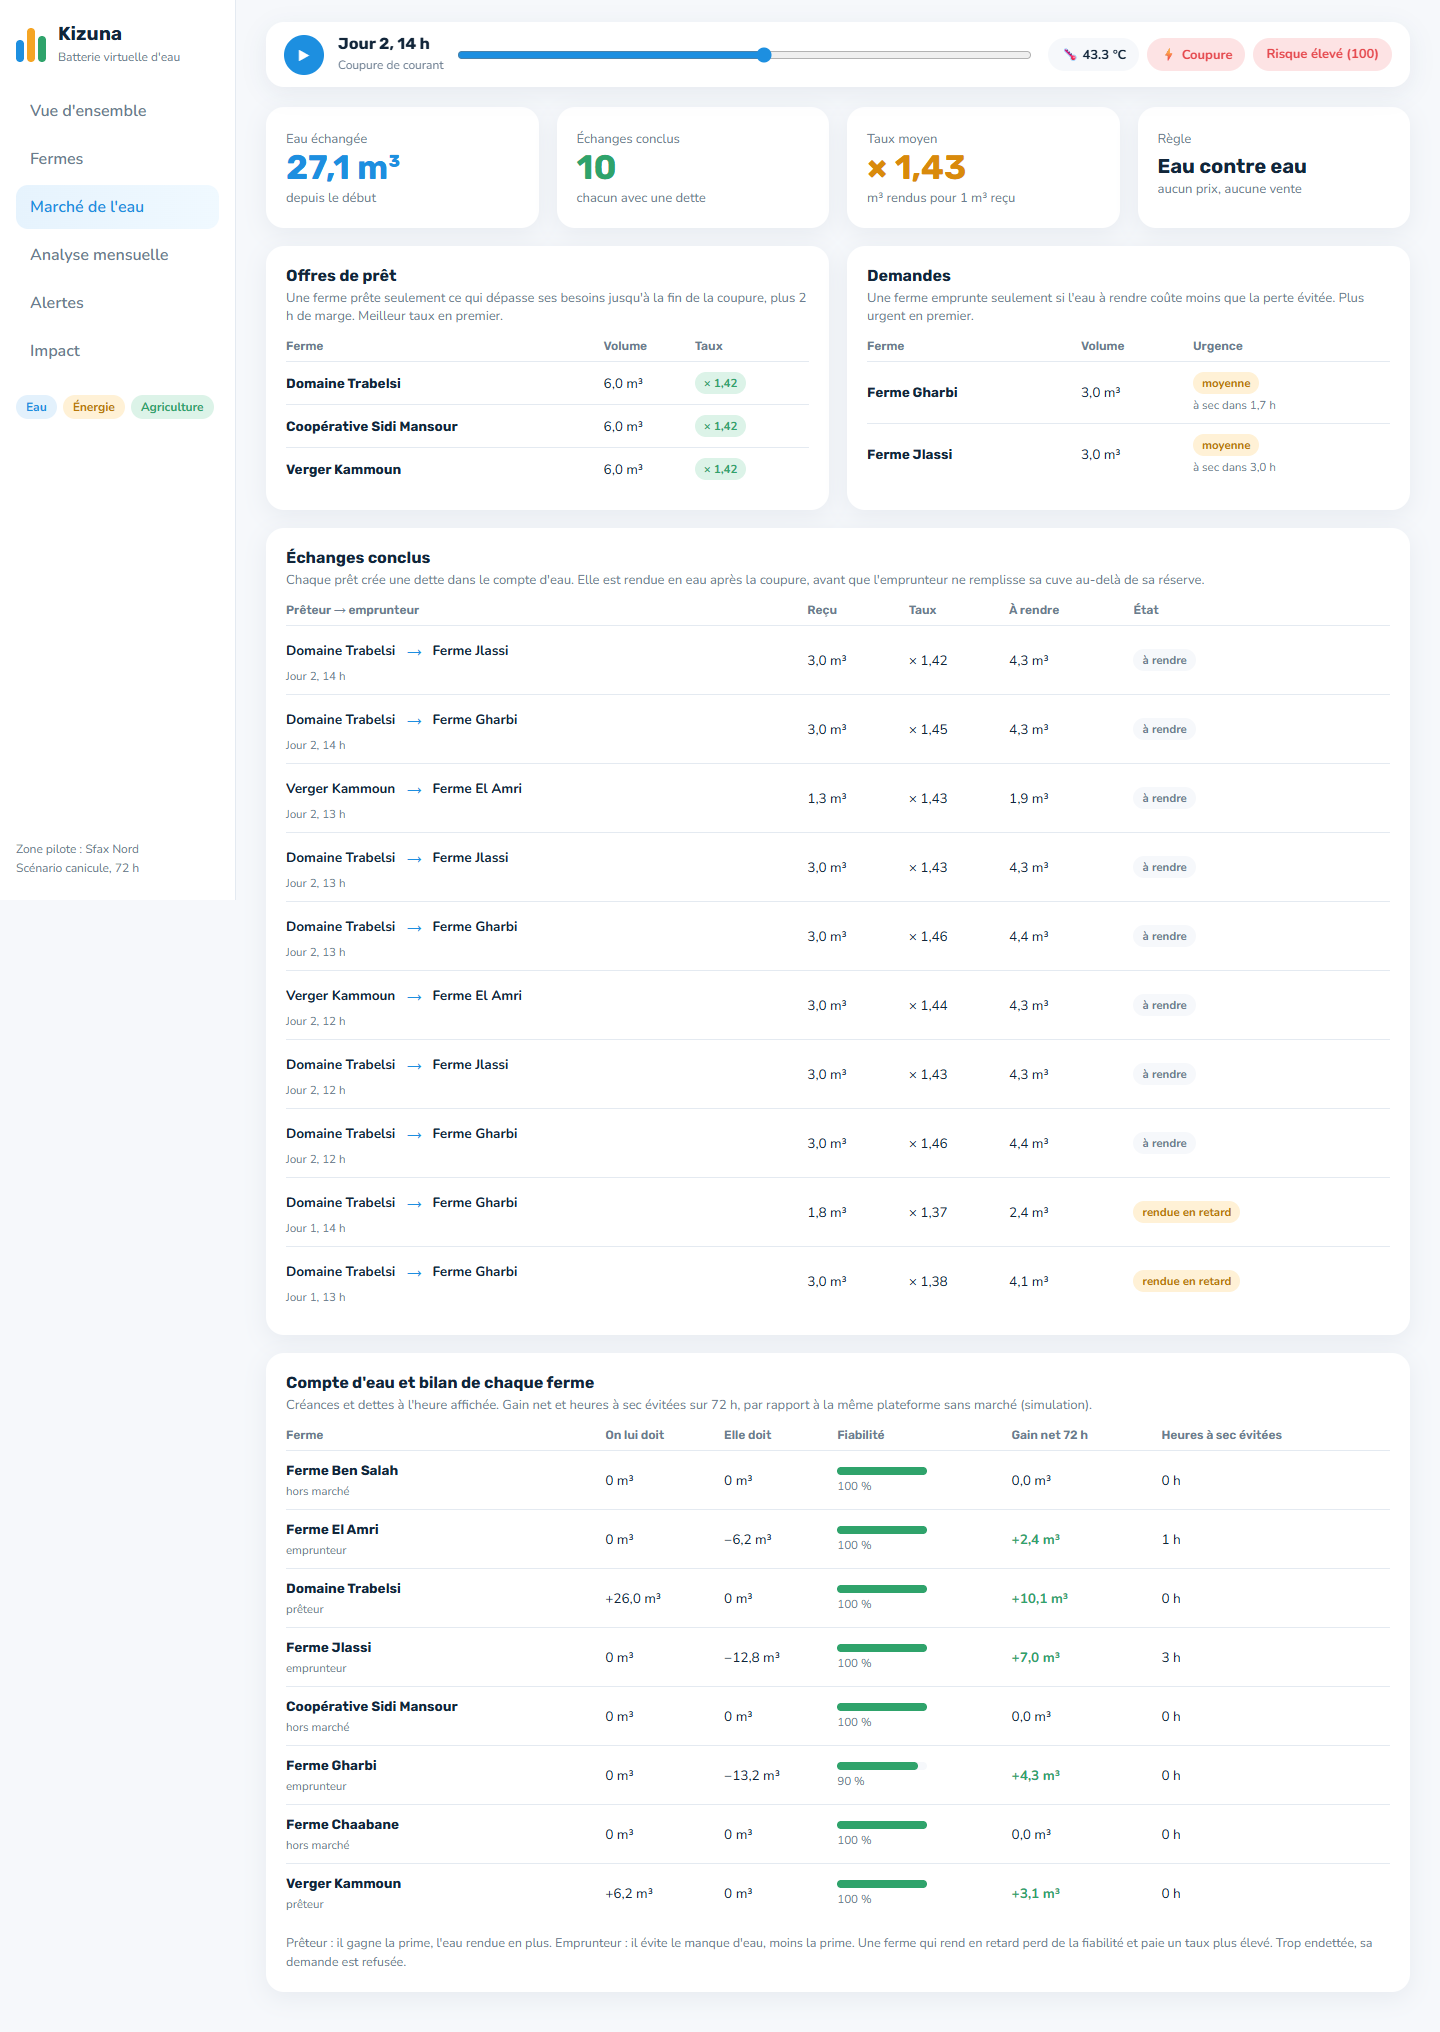 Kizuna
Batterie virtuelle d'eau
Vue d'ensemble
Fermes
Marché de l'eau
Analyse mensuelle
Alertes
Impact
Eau Énergie Agriculture
Zone pilote : Sfax Nord
Scénario canicule, 72 h
Jour 2, 14 h
Coupure de courant
43.3 °C
Coupure
Risque élevé (100)
Eau échangée
27,1 m³
depuis le début
Échanges conclus
10
chacun avec une dette
Taux moyen
× 1,43
m³ rendus pour 1 m³ reçu
Règle
Eau contre eau
aucun prix, aucune vente
Offres de prêt
Une ferme prête seulement ce qui dépasse ses besoins jusqu'à la fin de la coupure, plus 2
h de marge. Meilleur taux en premier.
Ferme Volume Taux
Domaine Trabelsi 6,0 m³ × 1,42
Coopérative Sidi Mansour 6,0 m³ × 1,42
Verger Kammoun 6,0 m³ × 1,42
Demandes
Une ferme emprunte seulement si l'eau à rendre coûte moins que la perte évitée. Plus
urgent en premier.
Ferme Volume Urgence
Ferme Gharbi 3,0 m³ moyenne
à sec dans 1,7 h
Ferme Jlassi 3,0 m³ moyenne
à sec dans 3,0 h
Échanges conclus
Chaque prêt crée une dette dans le compte d'eau. Elle est rendue en eau après la coupure, avant que l'emprunteur ne remplisse sa cuve au-delà de sa réserve.
Prêteur → emprunteur Reçu Taux À rendre État
Domaine Trabelsi → Ferme Jlassi 3,0 m³ × 1,42 4,3 m³ à rendre
Jour 2, 14 h
Domaine Trabelsi → Ferme Gharbi 3,0 m³ × 1,45 4,3 m³ à rendre
Jour 2, 14 h
Verger Kammoun → Ferme El Amri 1,3 m³ × 1,43 1,9 m³ à rendre
Jour 2, 13 h
Domaine Trabelsi → Ferme Jlassi 3,0 m³ × 1,43 4,3 m³ à rendre
Jour 2, 13 h
Domaine Trabelsi → Ferme Gharbi 3,0 m³ × 1,46 4,4 m³ à rendre
Jour 2, 13 h
Verger Kammoun → Ferme El Amri 3,0 m³ × 1,44 4,3 m³ à rendre
Jour 2, 12 h
Domaine Trabelsi → Ferme Jlassi 3,0 m³ × 1,43 4,3 m³ à rendre
Jour 2, 12 h
Domaine Trabelsi → Ferme Gharbi 3,0 m³ × 1,46 4,4 m³ à rendre
Jour 2, 12 h
Domaine Trabelsi → Ferme Gharbi 1,8 m³ × 1,37 2,4 m³ rendue en retard
Jour 1, 14 h
Domaine Trabelsi → Ferme Gharbi 3,0 m³ × 1,38 4,1 m³ rendue en retard
Jour 1, 13 h
Compte d'eau et bilan de chaque ferme
Créances et dettes à l'heure affichée. Gain net et heures à sec évitées sur 72 h, par rapport à la même plateforme sans marché (simulation).
Ferme On lui doit Elle doit Fiabilité Gain net 72 h Heures à sec évitées
Ferme Ben Salah 0 m³ 0 m³ 100 % 0,0 m³ 0 h
hors marché
Ferme El Amri 0 m³ −6,2 m³ 100 % +2,4 m³ 1 h
emprunteur
Domaine Trabelsi +26,0 m³ 0 m³ 100 % +10,1 m³ 0 h
prêteur
Ferme Jlassi 0 m³ −12,8 m³ 100 % +7,0 m³ 3 h
emprunteur
Coopérative Sidi Mansour 0 m³ 0 m³ 100 % 0,0 m³ 0 h
hors marché
Ferme Gharbi 0 m³ −13,2 m³ 90 % +4,3 m³ 0 h
emprunteur
Ferme Chaabane 0 m³ 0 m³ 100 % 0,0 m³ 0 h
hors marché
Verger Kammoun +6,2 m³ 0 m³ 100 % +3,1 m³ 0 h
prêteur
Prêteur : il gagne la prime, l'eau rendue en plus. Emprunteur : il évite le manque d'eau, moins la prime. Une ferme qui rend en retard perd de la fiabilité et paie un taux plus élevé. Trop endettée, sa
demande est refusée.